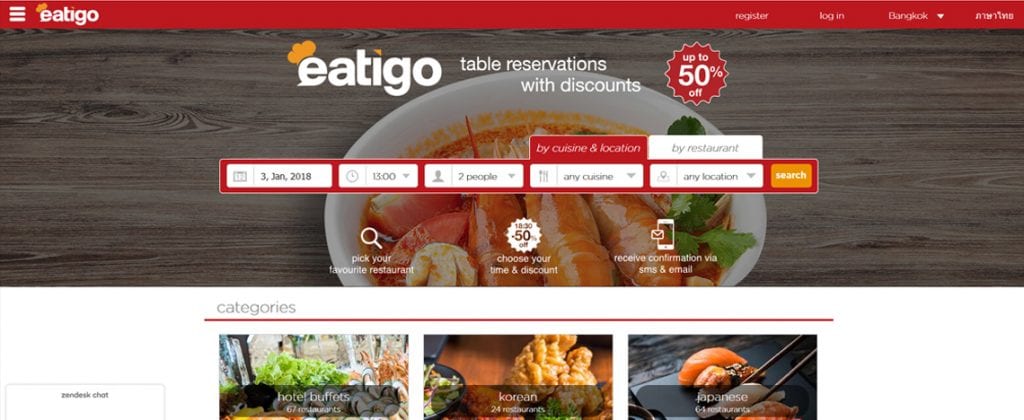 eatigo
register
log in
Bangkok
ภาษาไทย
eatigo
table reservations
with discounts
up to
50%
off
by cuisine & location
by restaurant
3, Jan, 2018
13:00
2 people
any cuisine
any location
search
pick your
favourite restaurant
18:30
-50%
off
choose your
time & discount
receive confirmation via
sms & email
categories
hotel buffets
67 restaurants
korean
24 restaurants
japanese
64 restaurants
zendesk chat